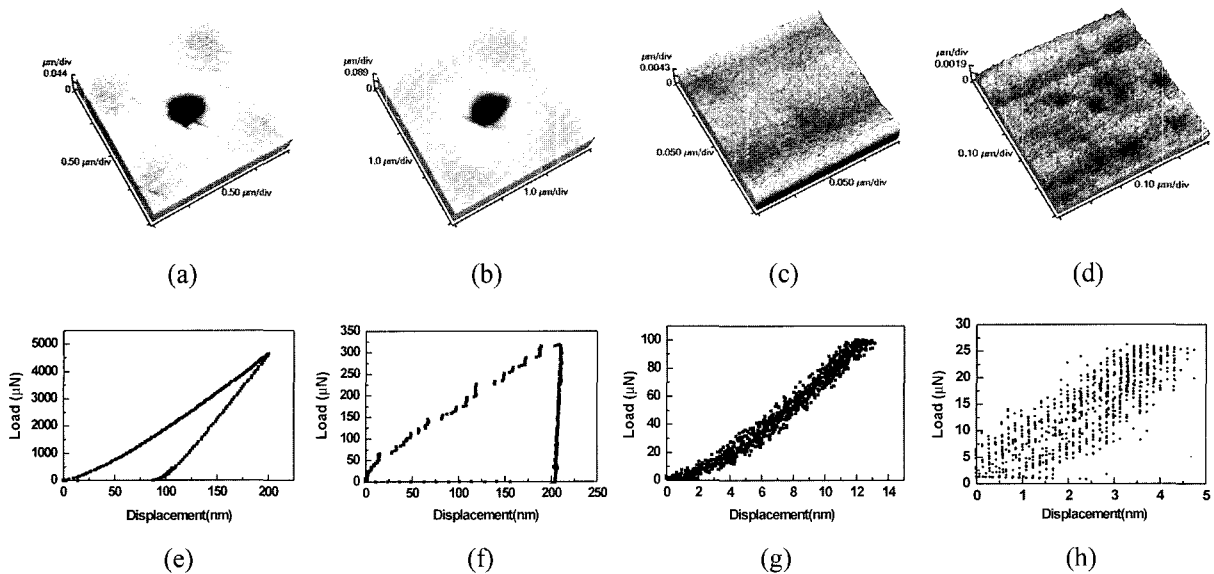 μm/div
0.044
0
0.50 μm/div
0.50 μm/div
(a)
μm/div
0.089
0
1.0 μm/div
1.0 μm/div
(b)
μm/div
0.0043
0
0.050 μm/div
0.050 μm/div
(c)
μm/div
0.0019
0
0.10 μm/div
0.10 μm/div
(d)
5000
4000
3000
2000
1000
0
Load (μN)
0 50 100 150 200
Displacement(nm)
(e)
350
300
250
200
150
100
50
0
Load (μN)
0 50 100 150 200 250
Displacement(nm)
(f)
100
80
60
40
20
0
Load (μN)
0 2 4 6 8 10 12 14
Displacement(nm)
(g)
30
25
20
15
10
5
0
Load (μN)
0 1 2 3 4 5
Displacement(nm)
(h)